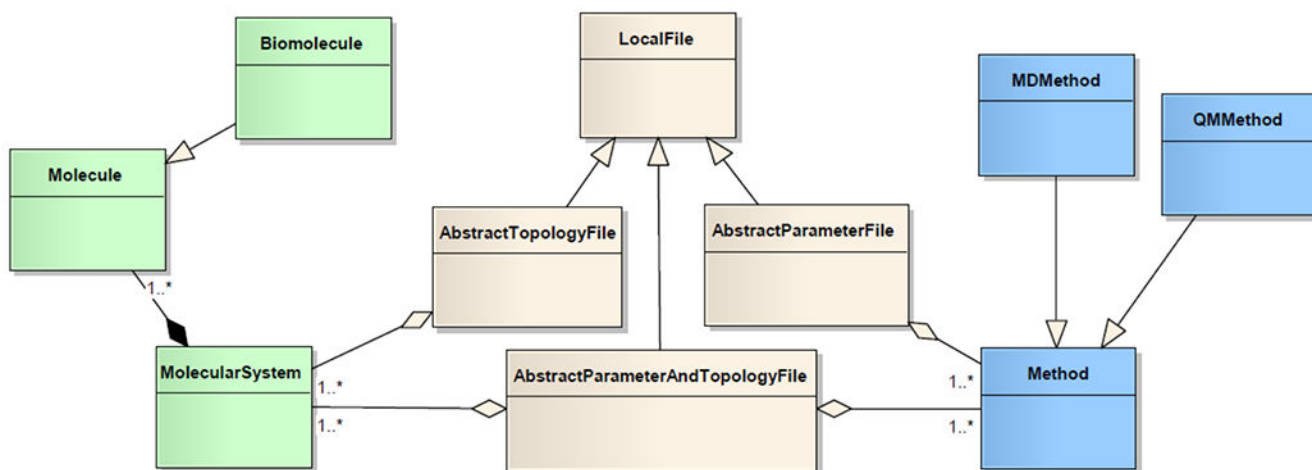 Biomolecule
LocalFile
MDMethod
QMMethod
Molecule
AbstractTopologyFile
AbstractParameterFile
1..*
MolecularSystem
AbstractParameterAndTopologyFile
Method
1..*
1..*
1..*
1..*